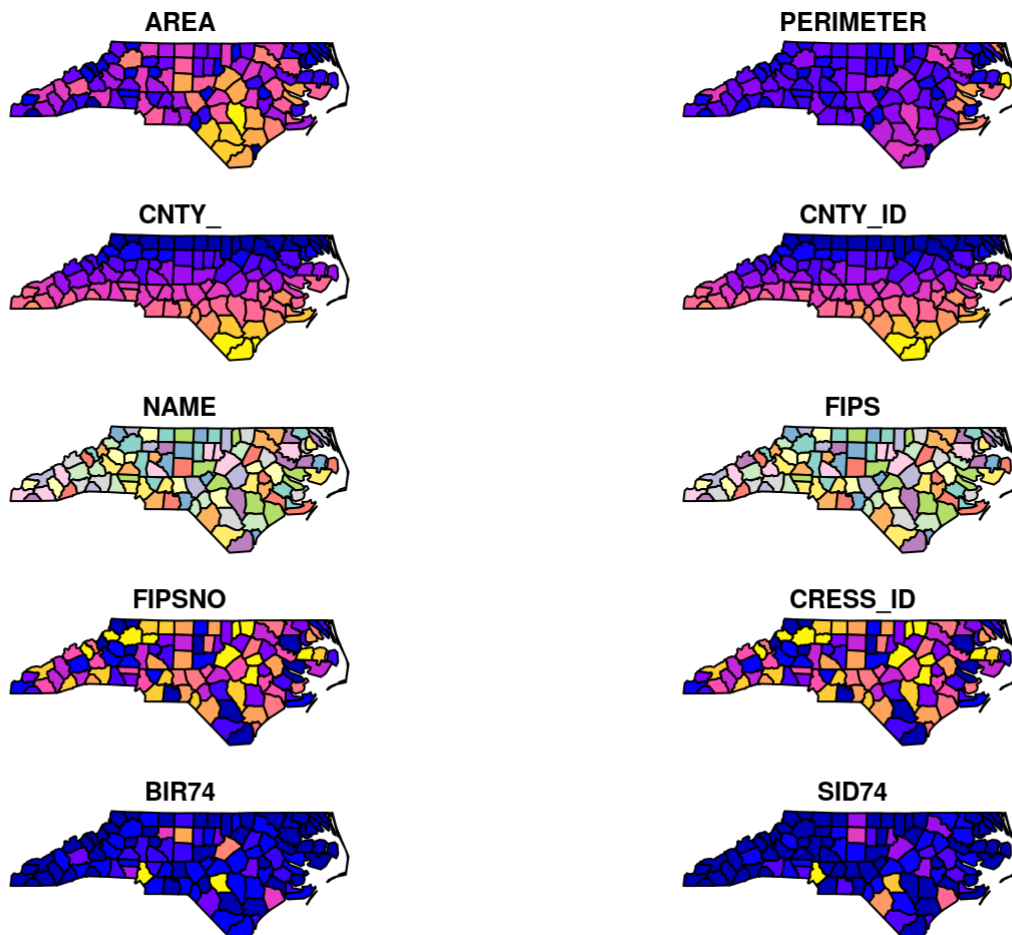 AREA
PERIMETER
CNTY_
CNTY_ID
NAME
FIPS
FIPSNO
CRESS_ID
BIR74
SID74